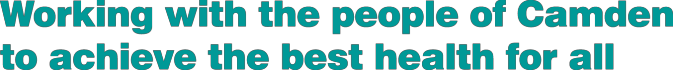 Working with the people of Camden
to achieve the best health for all